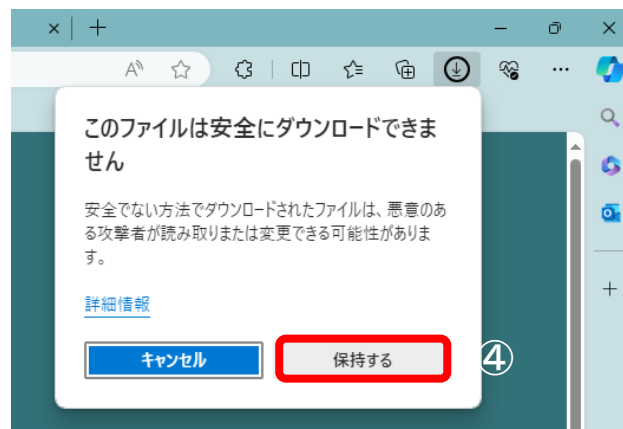 このファイルは安全にダウンロードできま
せん
安全でない方法でダウンロードされたファイルは、悪意のあ
る攻撃者が読み取りまたは変更できる可能性がありま
す。
詳細情報
キャンセル
保持する
④